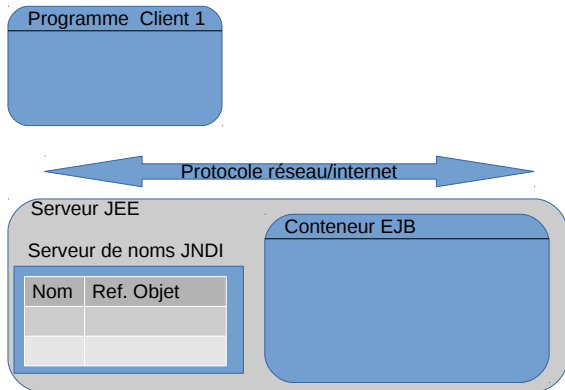 Programme  Client 1
Protocole réseau/internet
Serveur JEE
Conteneur EJB
Serveur de noms JNDI
Nom Ref. Objet